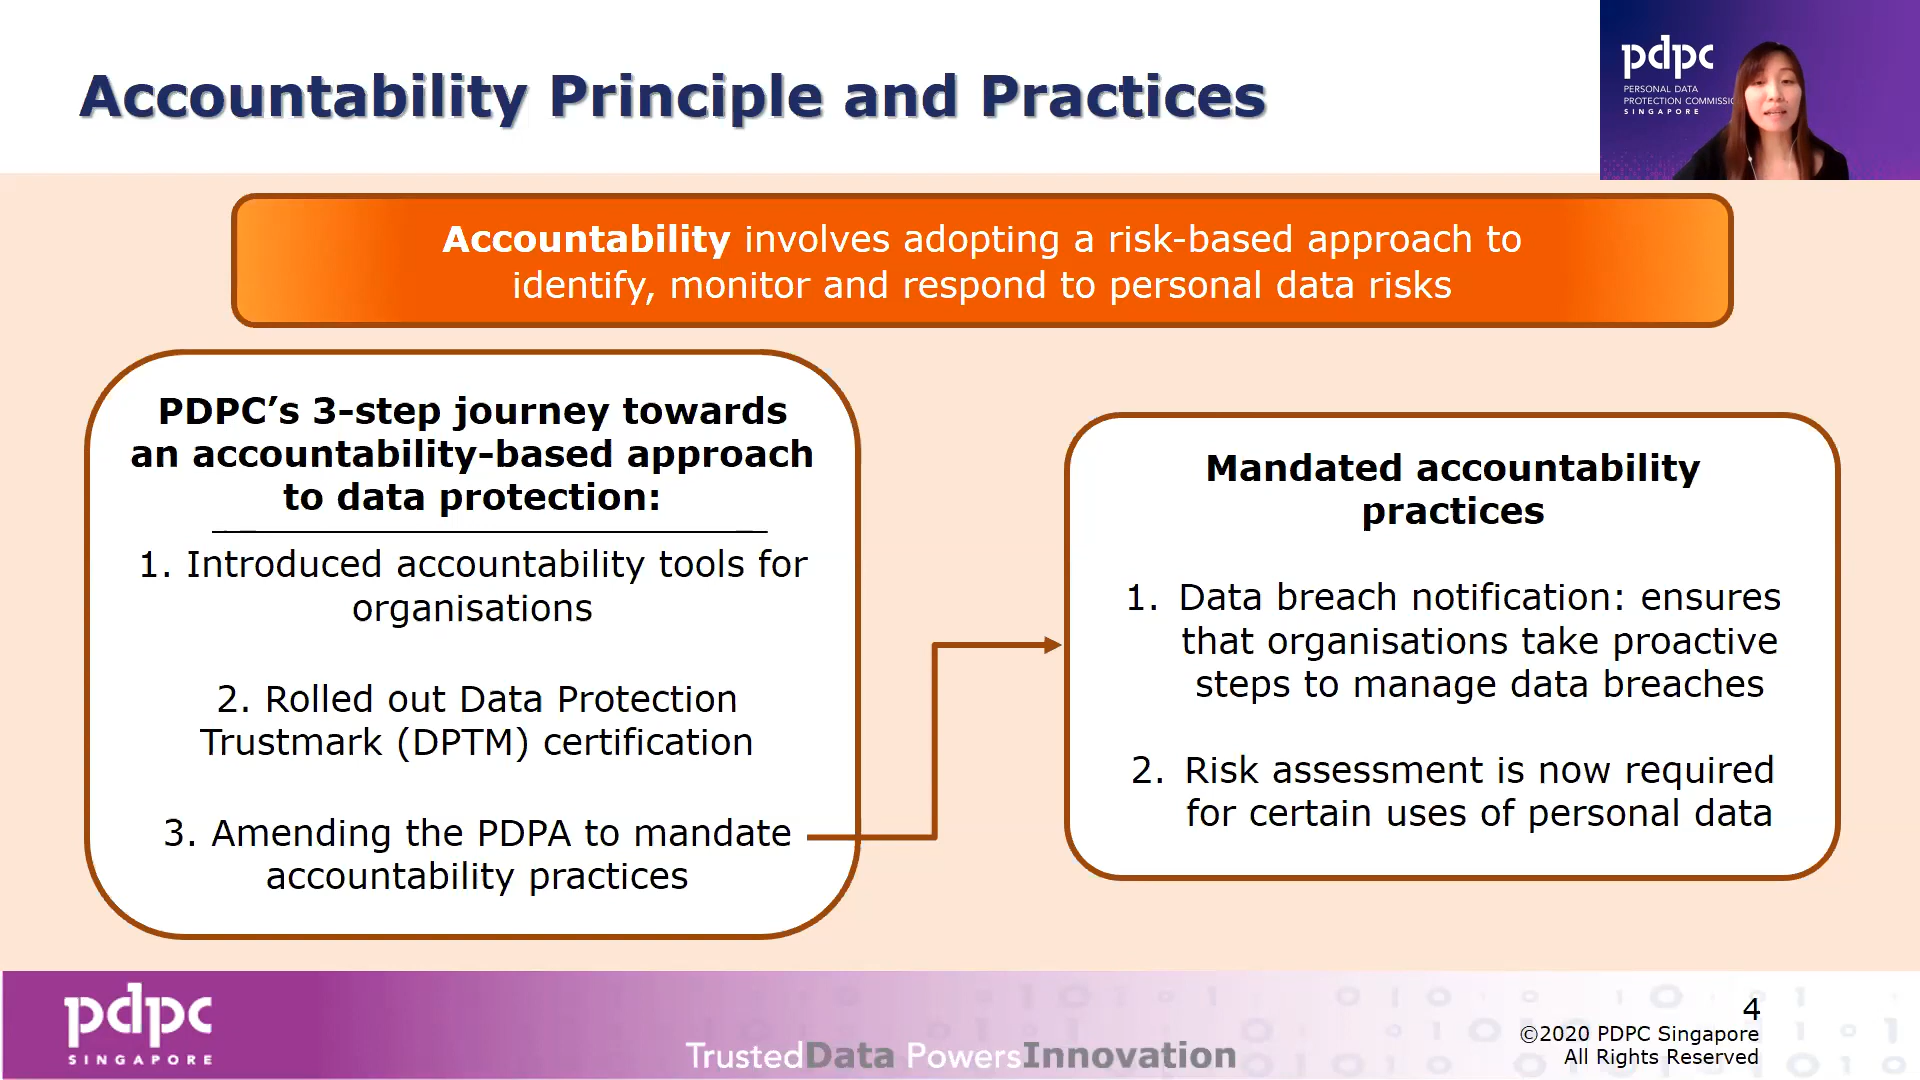 Accountability Principle and Practices
pdpc
PERSONAL DATA
PROTECTION COMMISSIO
SINGAPORE
Accountability involves adopting a risk-based approach to
identify, monitor and respond to personal data risks
PDPC’s 3-step journey towards
an accountability-based approach
to data protection:
1. Introduced accountability tools for
organisations
2. Rolled out Data Protection
Trustmark (DPTM) certification
3. Amending the PDPA to mandate
accountability practices
Mandated accountability
practices
1. Data breach notification: ensures
that organisations take proactive
steps to manage data breaches
2. Risk assessment is now required
for certain uses of personal data
pdpc
SINGAPORE
TrustedData PowersInnovation
4
©2020 PDPC Singapore
All Rights Reserved